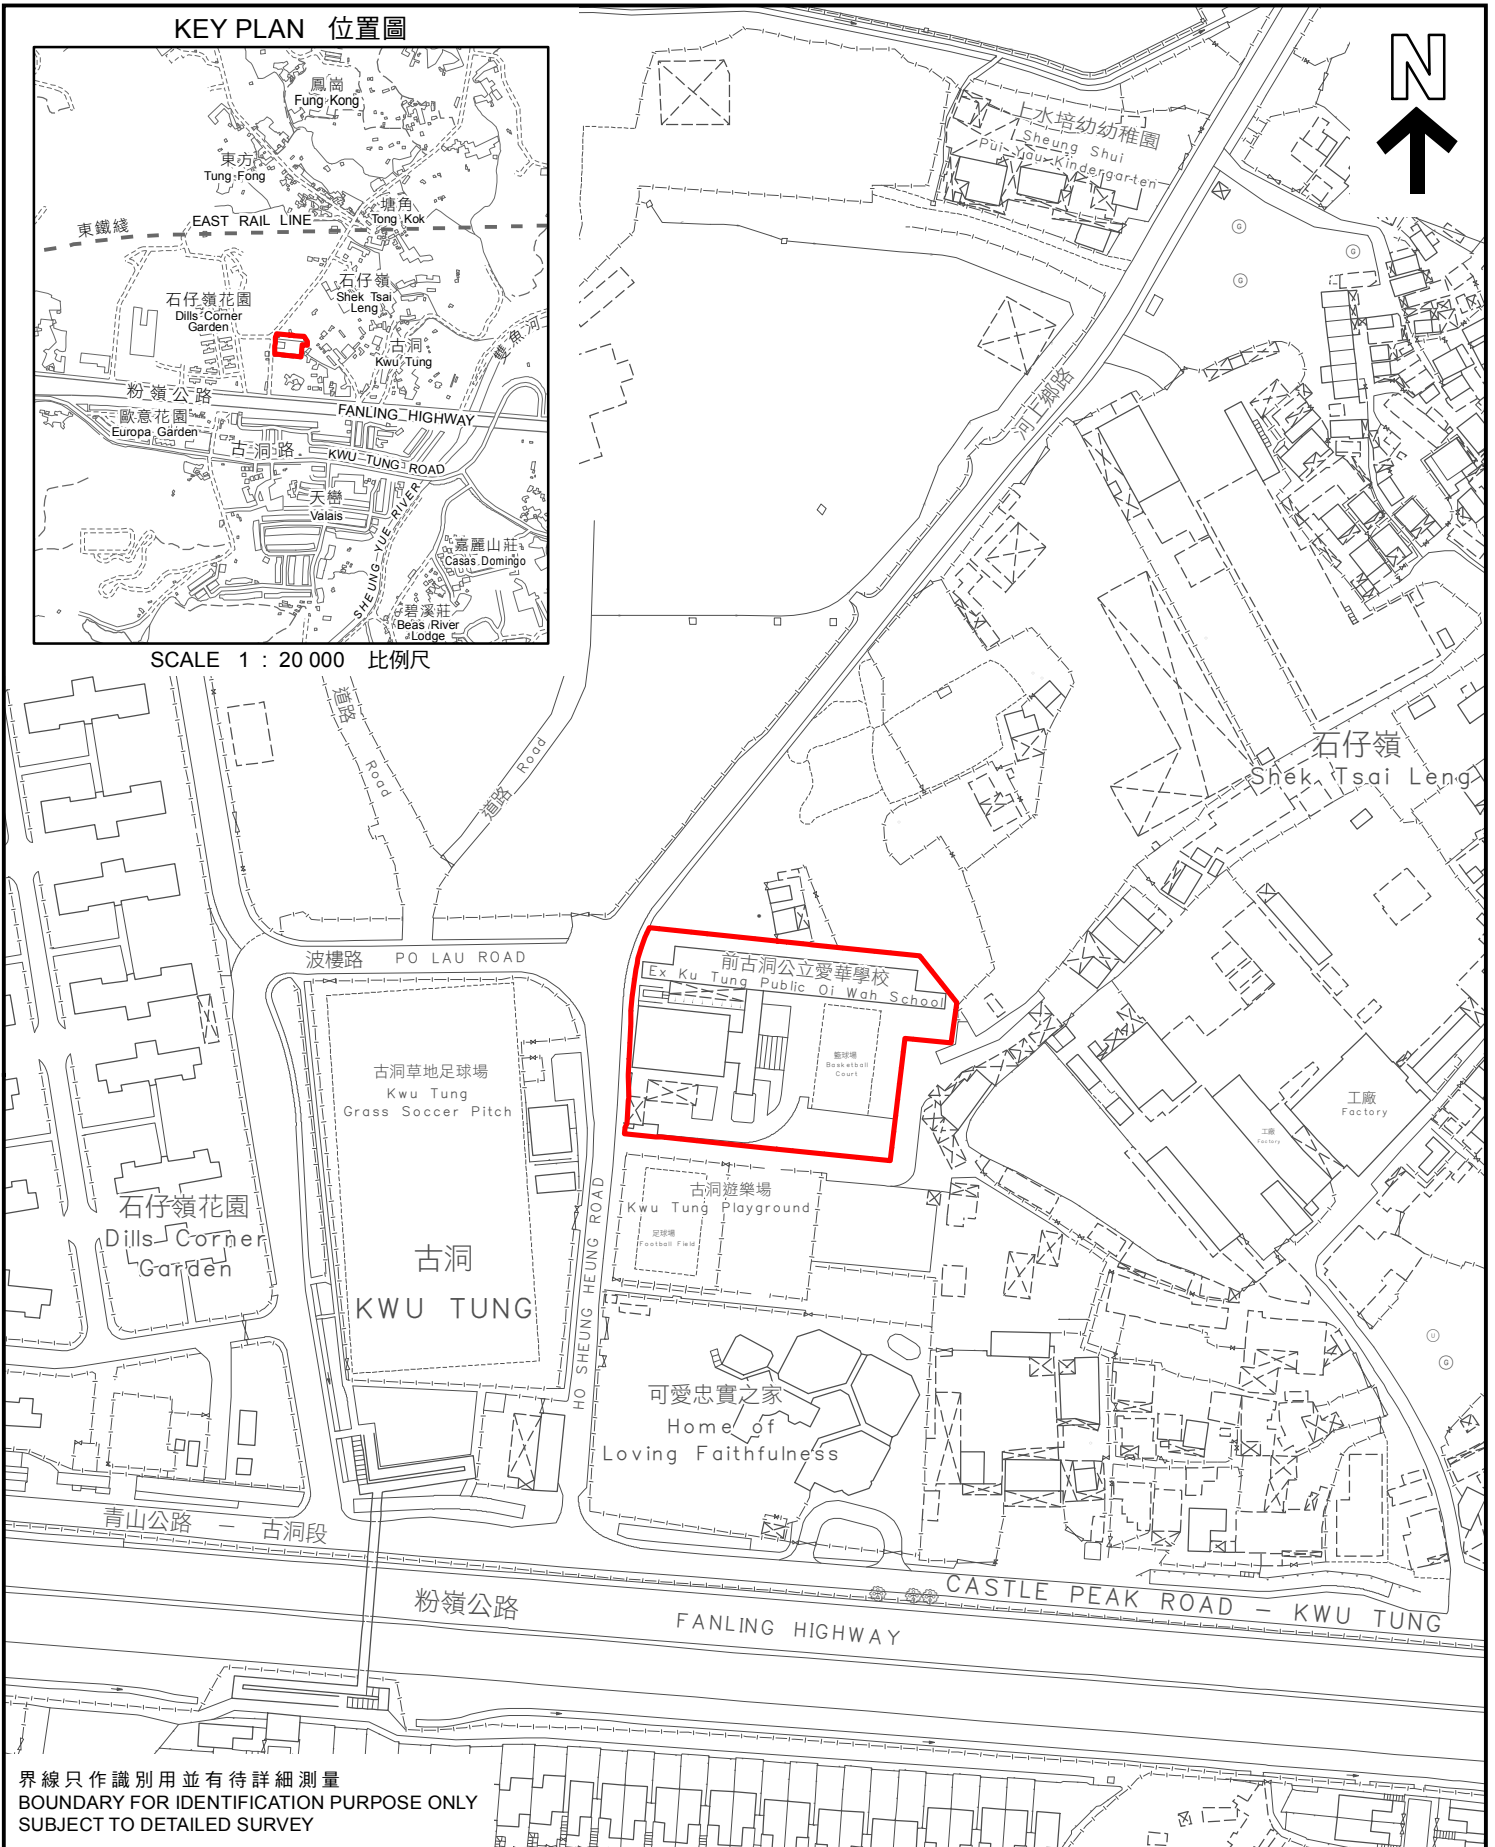 KEY PLAN 位置圖
鳳崗
Fung Kong
東方
Tung Fong
塘角
Tong Kok
東鐵綫
EAST RAIL LINE
石仔嶺
Shek Tsai
Leng
石仔嶺花園
Dills Corner
Garden
古洞
Kwu Tung
雙魚河
粉嶺公路
FANLING HIGHWAY
歐意花園
Europa Garden
古洞路
KWU TUNG ROAD
天巒
Valais
SHEUNG YUE RIVER
嘉麗山莊
Casas Domingo
碧溪莊
Beas River
Lodge
SCALE 1 : 20 000 比例尺
N
上水培幼幼稚園
Sheung Shui
Pui Yau Kindergarten
G
G
G
河上鄉路
道路
Road
道路 Road
石仔嶺
Shek Tsai Leng
波樓路 PO LAU ROAD
前古洞公立愛華學校
Ex Ku Tung Public Oi Wah School
籃球場
Basketball
Court
古洞草地足球場
Kwu Tung
Grass Soccer Pitch
工廠
Factory
工廠
Factory
古洞遊樂場
Kwu Tung Playground
足球場
Football Field
石仔嶺花園
Dills Corner
Garden
古洞
KWU TUNG
HO SHEUNG HEUNG ROAD
U
G
可愛忠實之家
Home of
Loving Faithfulness
青山公路 － 古洞段
CASTLE PEAK ROAD － KWU TUNG
粉嶺公路
FANLING HIGHWAY
界線只作識別用並有待詳細測量
BOUNDARY FOR IDENTIFICATION PURPOSE ONLY
SUBJECT TO DETAILED SURVEY